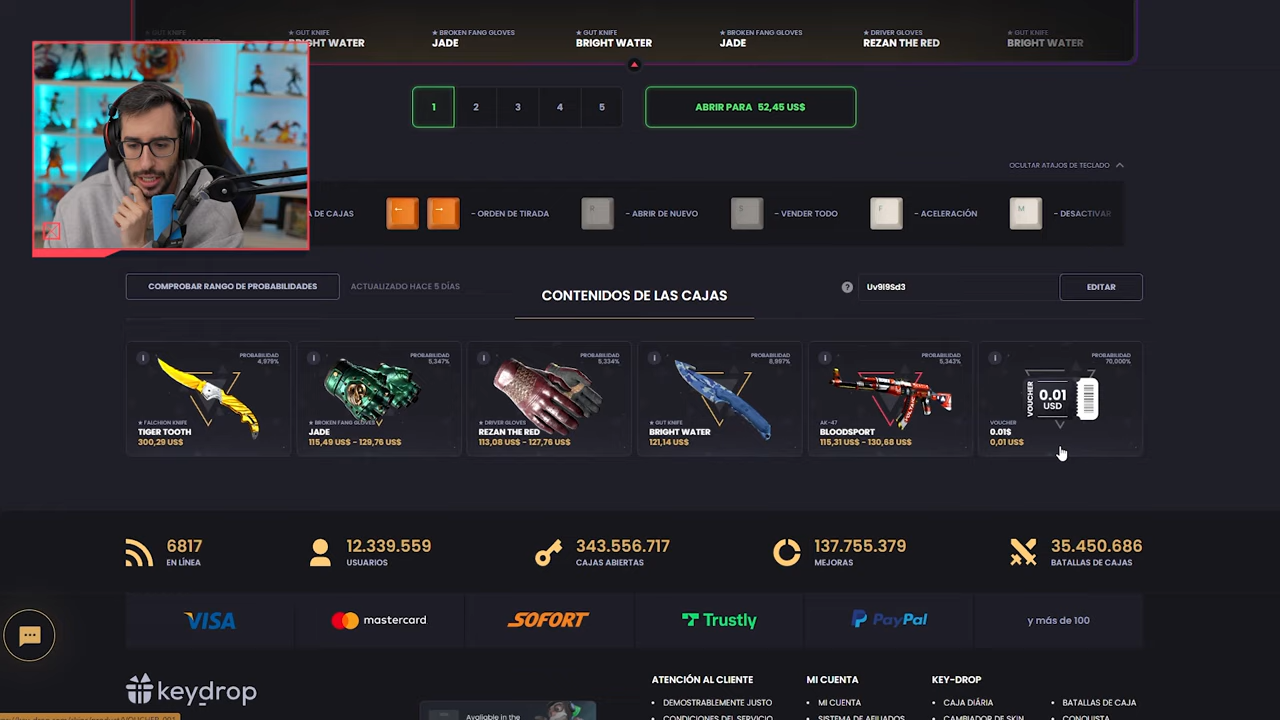 ★ GUT KNIFE
BRIGHT WATER
★ BROKEN FANG GLOVES
JADE
★ GUT KNIFE
BRIGHT WATER
★ BROKEN FANG GLOVES
JADE
★ DRIVER GLOVES
REZAN THE RED
★ GUT KNIFE
BRIGHT WATER
1
2
3
4
5
ABRIR PARA 52,45 US$
OCULTAR ATAJOS DE TECLADO
A DE CAJAS
←
→
- ORDEN DE TIRADA
R
- ABRIR DE NUEVO
S
- VENDER TODO
F
- ACELERACIÓN
M
- DESACTIVAR
COMPROBAR RANGO DE PROBABILIDADES
ACTUALIZADO HACE 5 DÍAS
CONTENIDOS DE LAS CAJAS
?
Uv9I9Sd3
EDITAR
i
PROBABILIDAD
4,979%
★ FALCHION KNIFE
TIGER TOOTH
300,29 US$
i
PROBABILIDAD
5,347%
★ BROKEN FANG GLOVES
JADE
115,49 US$ - 129,76 US$
i
PROBABILIDAD
5,334%
★ DRIVER GLOVES
REZAN THE RED
113,08 US$ - 127,76 US$
i
PROBABILIDAD
8,997%
★ GUT KNIFE
BRIGHT WATER
121,14 US$
i
PROBABILIDAD
5,343%
AK-47
BLOODSPORT
115,31 US$ - 130,68 US$
i
PROBABILIDAD
70,000%
VOUCHER
0.01
USD
VOUCHER
0.01$
0,01 US$
6817
EN LÍNEA
12.339.559
USUARIOS
343.556.717
CAJAS ABIERTAS
137.755.379
MEJORAS
35.450.686
BATALLAS DE CAJAS
VISA
mastercard
SOFORT
Trustly
PayPal
y más de 100
keydrop
Available in the
ATENCIÓN AL CLIENTE
DEMOSTRABLEMENTE JUSTO
CONDICIONES DEL SERVICIO
MI CUENTA
MI CUENTA
SISTEMA DE AFILIADOS
KEY-DROP
CAJA DIÁRIA
CAMBIADOR DE SKIN
BATALLAS DE CAJA
CONQUISTA